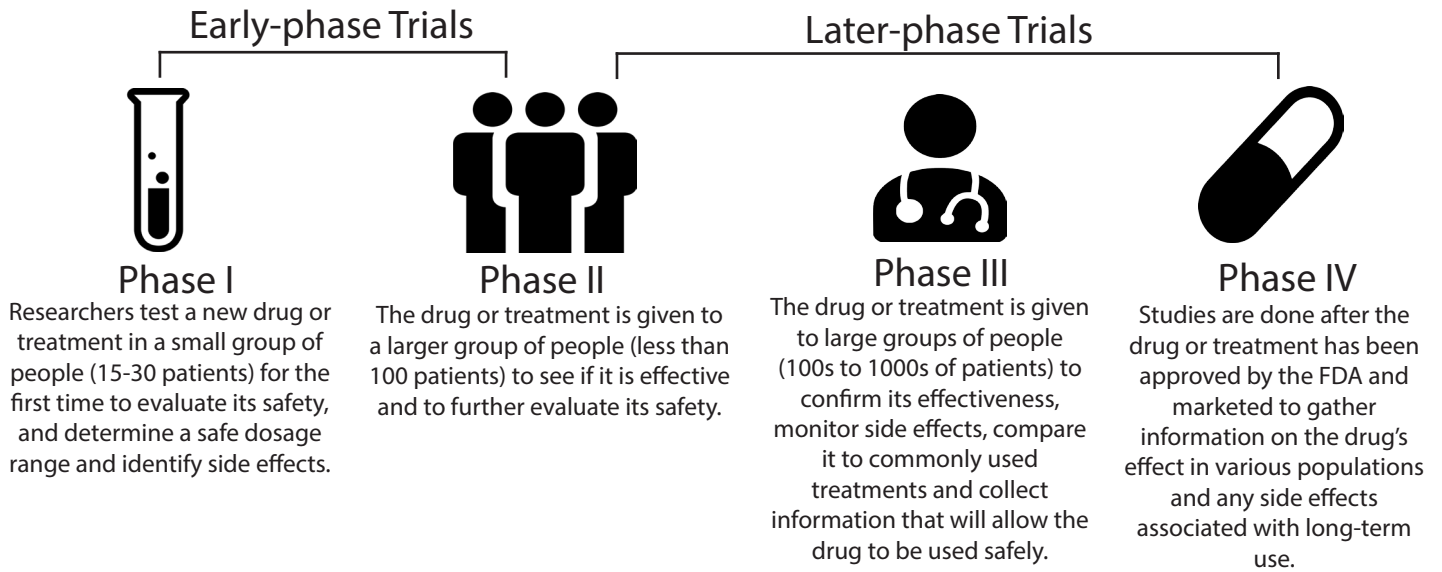 Early-phase Trials
Later-phase Trials
Phase I
Researchers test a new drug or
treatment in a small group of
people (15-30 patients) for the
first time to evaluate its safety,
and determine a safe dosage
range and identify side effects.
Phase II
The drug or treatment is given to
a larger group of people (less than
100 patients) to see if it is effective
and to further evaluate its safety.
Phase III
The drug or treatment is given
to large groups of people
(100s to 1000s of patients) to
confirm its effectiveness,
monitor side effects, compare
it to commonly used
treatments and collect
information that will allow the
drug to be used safely.
Phase IV
Studies are done after the
drug or treatment has been
approved by the FDA and
marketed to gather
information on the drug's
effect in various populations
and any side effects
associated with long-term
use.